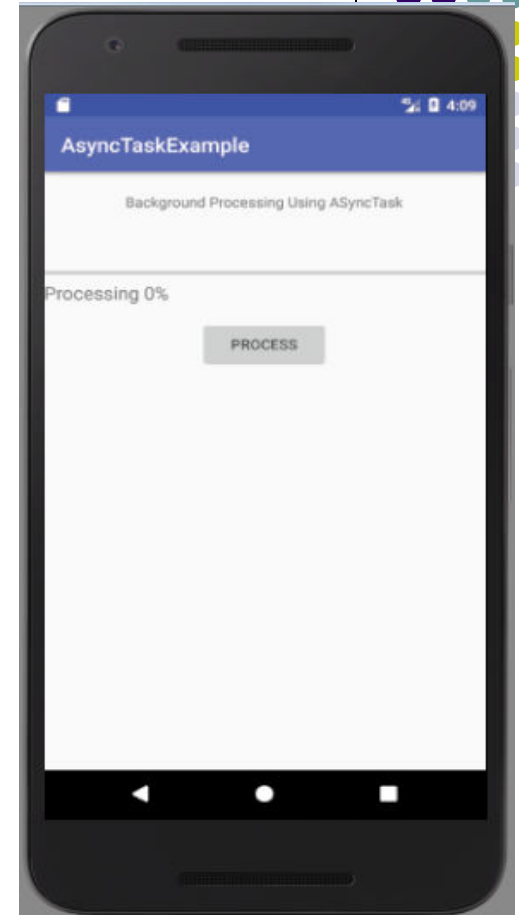 4:09
AsyncTaskExample
Background Processing Using ASyncTask
Processing 0%
PROCESS